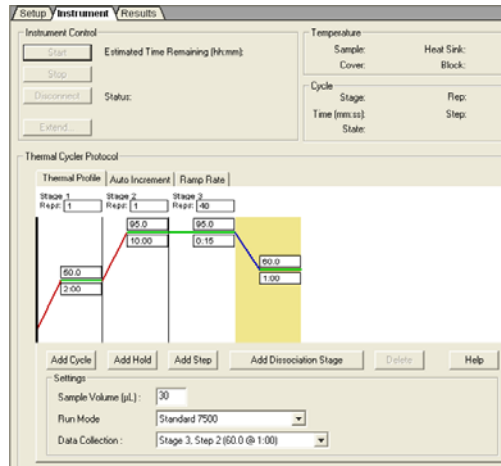 Setup Instrument Results
Instrument Control
Start
Estimated Time Remaining (hh:mm):
Stop
Disconnect
Status:
Extend...
Temperature
Sample: Heat Sink:
Cover: Block:
Cycle
Stage: Rep:
Time (mm:ss): Step:
State:
Thermal Cycler Protocol
Thermal Profile Auto Increment Ramp Rate
Stage 1 Stage 2 Stage 3
Reps: 1 Reps: 1 Reps: 40
95.0 95.0
10:00 0:15
60.0 60.0
2:00 1:00
Add Cycle Add Hold Add Step Add Dissociation Stage Delete Help
Settings
Sample Volume (µL) : 30
Run Mode Standard 7500
Data Collection : Stage 3, Step 2 (60.0 @ 1:00)